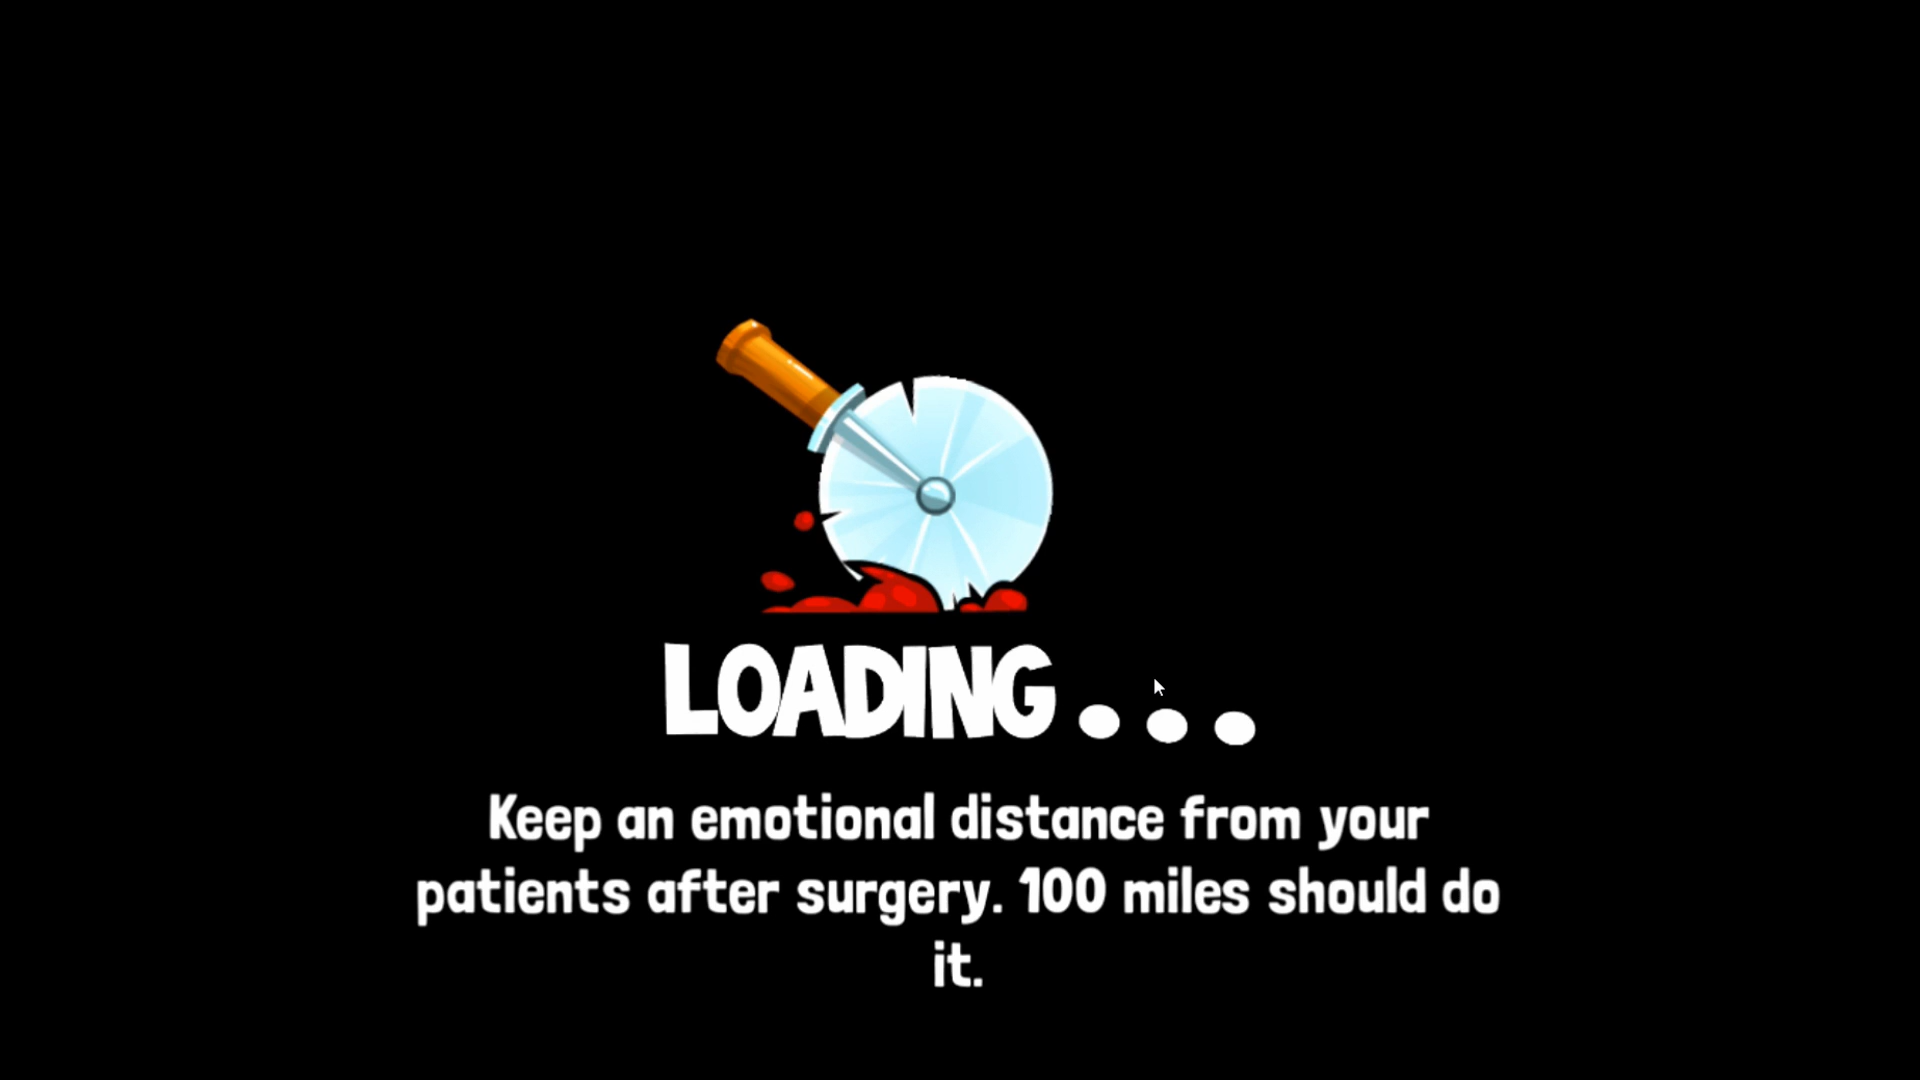 LOADING...
Keep an emotional distance from your
patients after surgery. 100 miles should do
it.